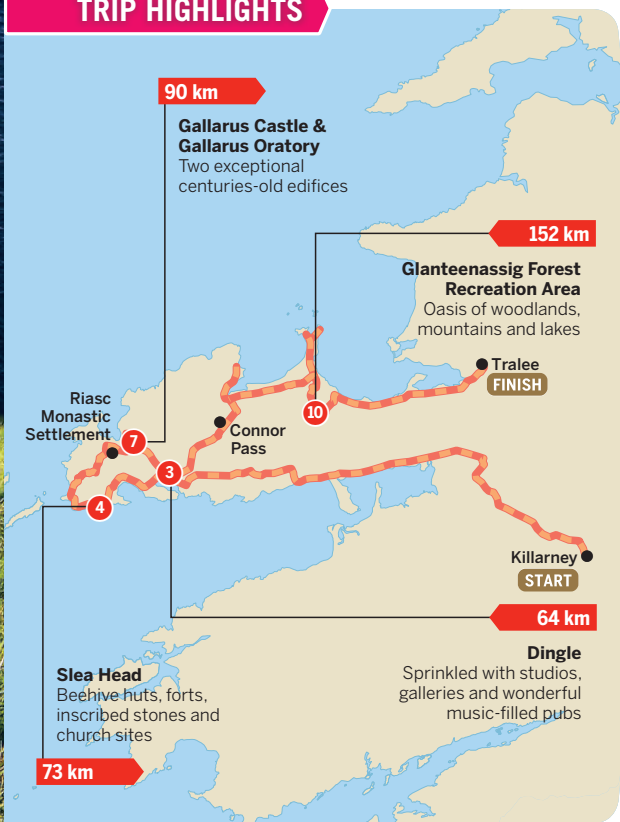 TRIP HIGHLIGHTS
90 km
Gallarus Castle &
Gallarus Oratory
Two exceptional
centuries-old edifices
152 km
Glanteenassig Forest
Recreation Area
Oasis of woodlands,
mountains and lakes
Tralee
FINISH
10
Riasc
Monastic
Settlement
7
Connor
Pass
3
4
Killarney
START
64 km
Dingle
Sprinkled with studios,
galleries and wonderful
music-filled pubs
Slea Head
Beehive huts, forts,
inscribed stones and
church sites
73 km